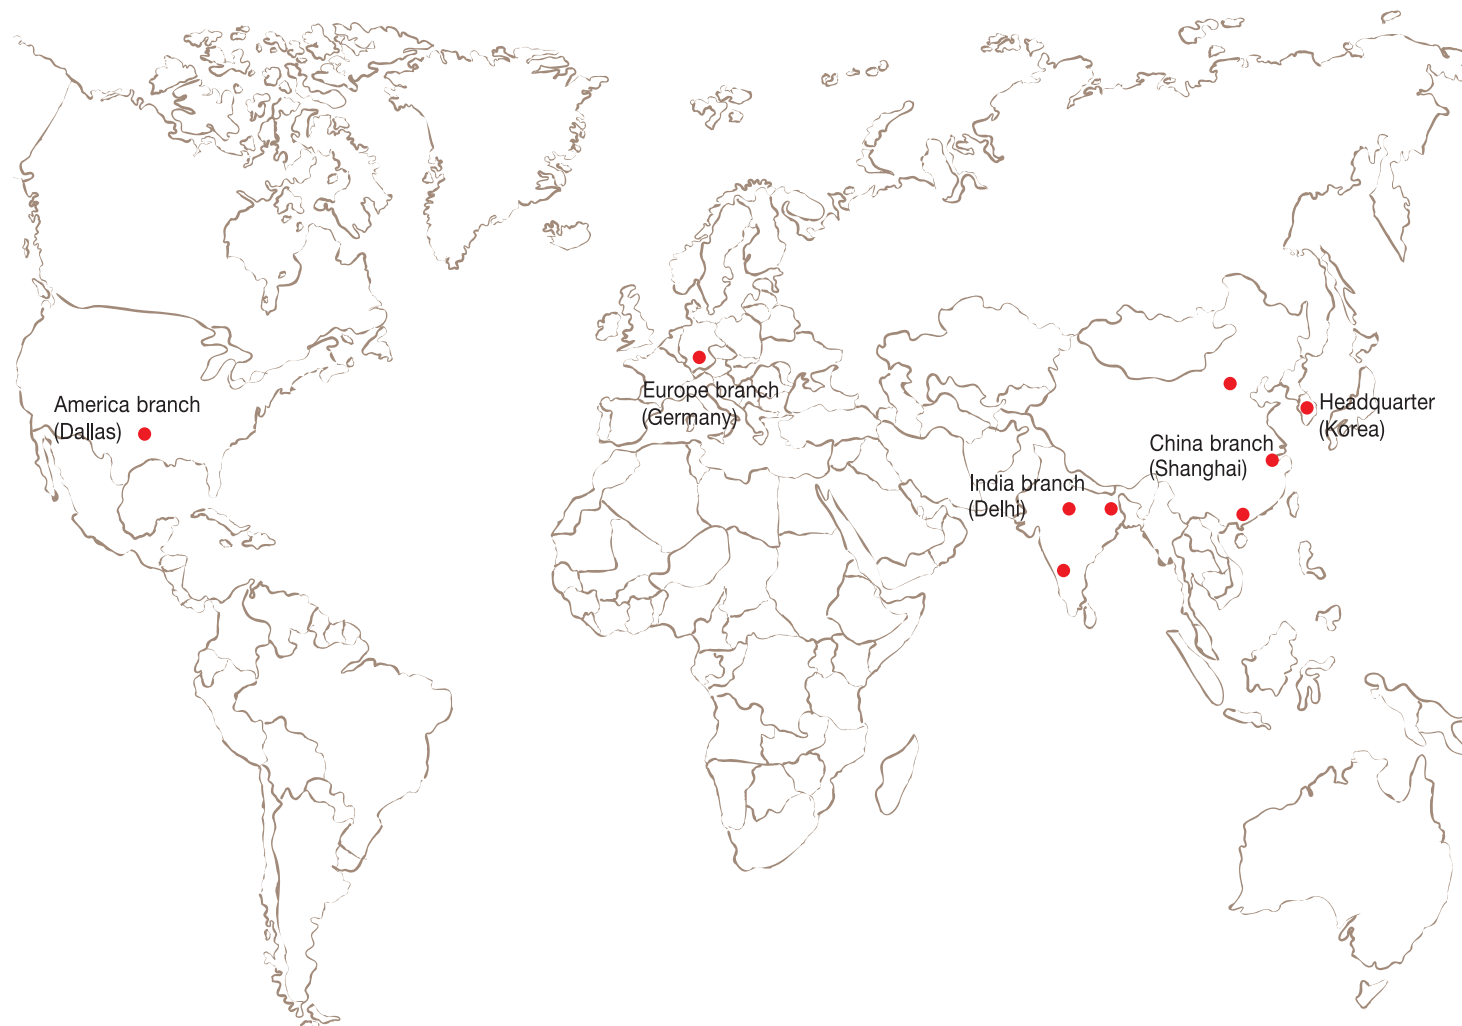 America branch
(Dallas)
Europe branch
(Germany)
India branch
(Delhi)
China branch
(Shanghai)
Headquarter
(Korea)